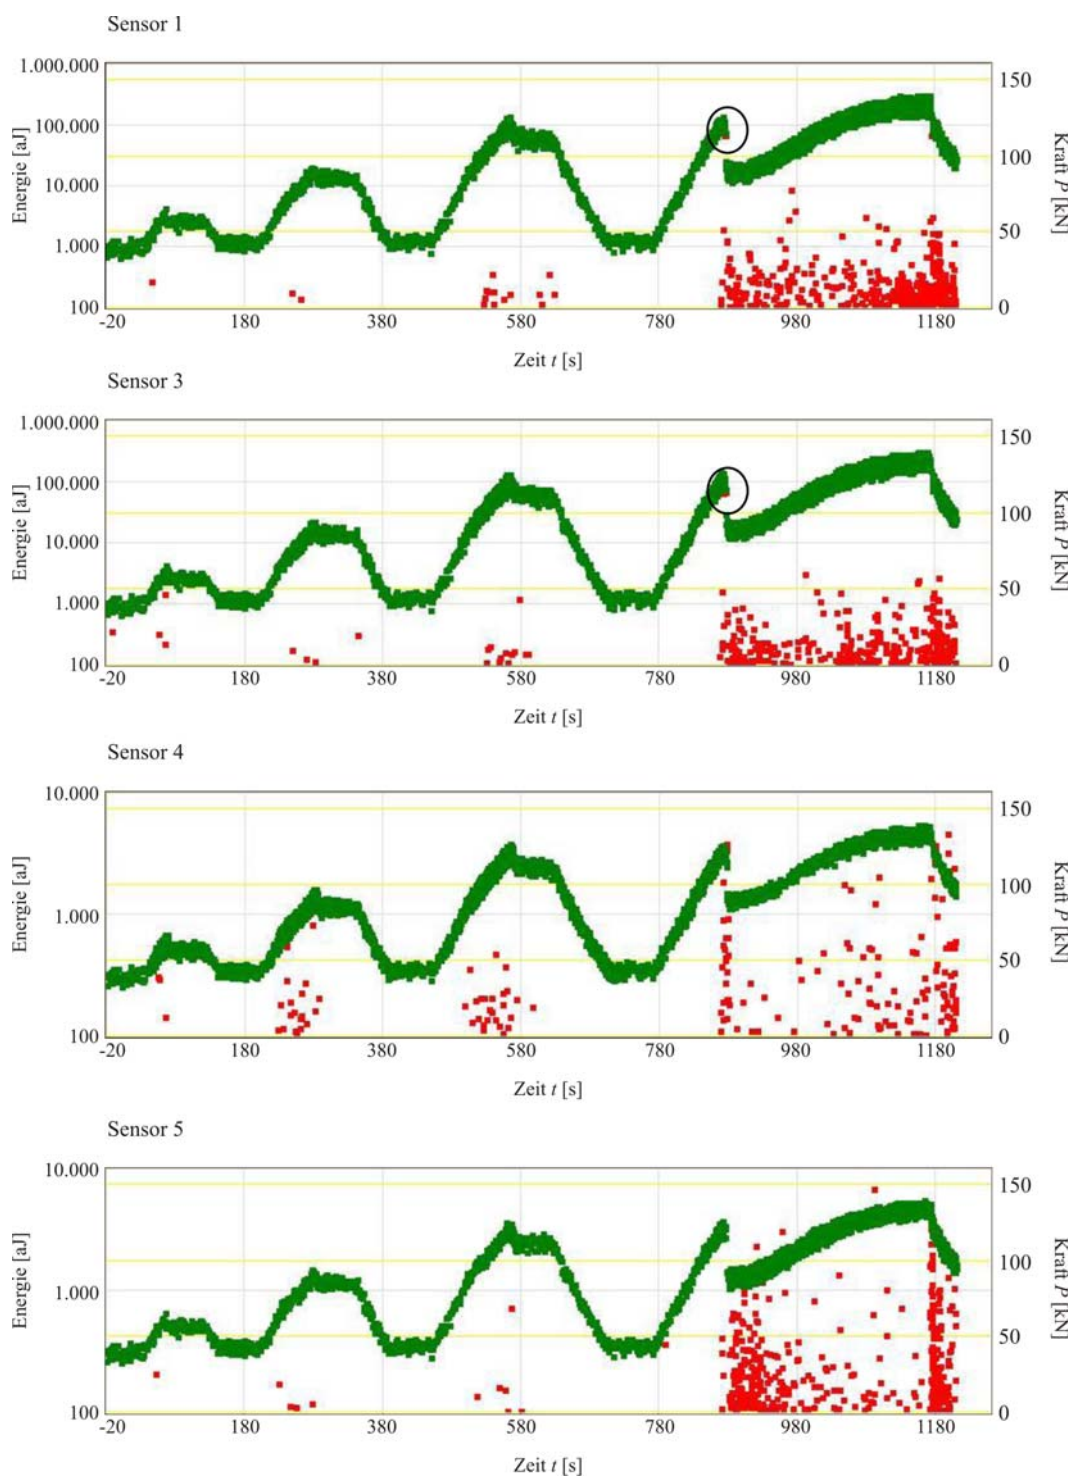 Sensor 1
1.000.000
100.000
10.000
1.000
100
Energie [aJ]
150
100
50
0
Kraft P [kN]
-20 180 380 580 780 980 1180
Zeit t [s]
Sensor 3
1.000.000
100.000
10.000
1.000
100
Energie [aJ]
150
100
50
0
Kraft P [kN]
-20 180 380 580 780 980 1180
Zeit t [s]
Sensor 4
10.000
1.000
100
Energie [aJ]
150
100
50
0
Kraft P [kN]
-20 180 380 580 780 980 1180
Zeit t [s]
Sensor 5
10.000
1.000
100
Energie [aJ]
150
100
50
0
Kraft P [kN]
-20 180 380 580 780 980 1180
Zeit t [s]